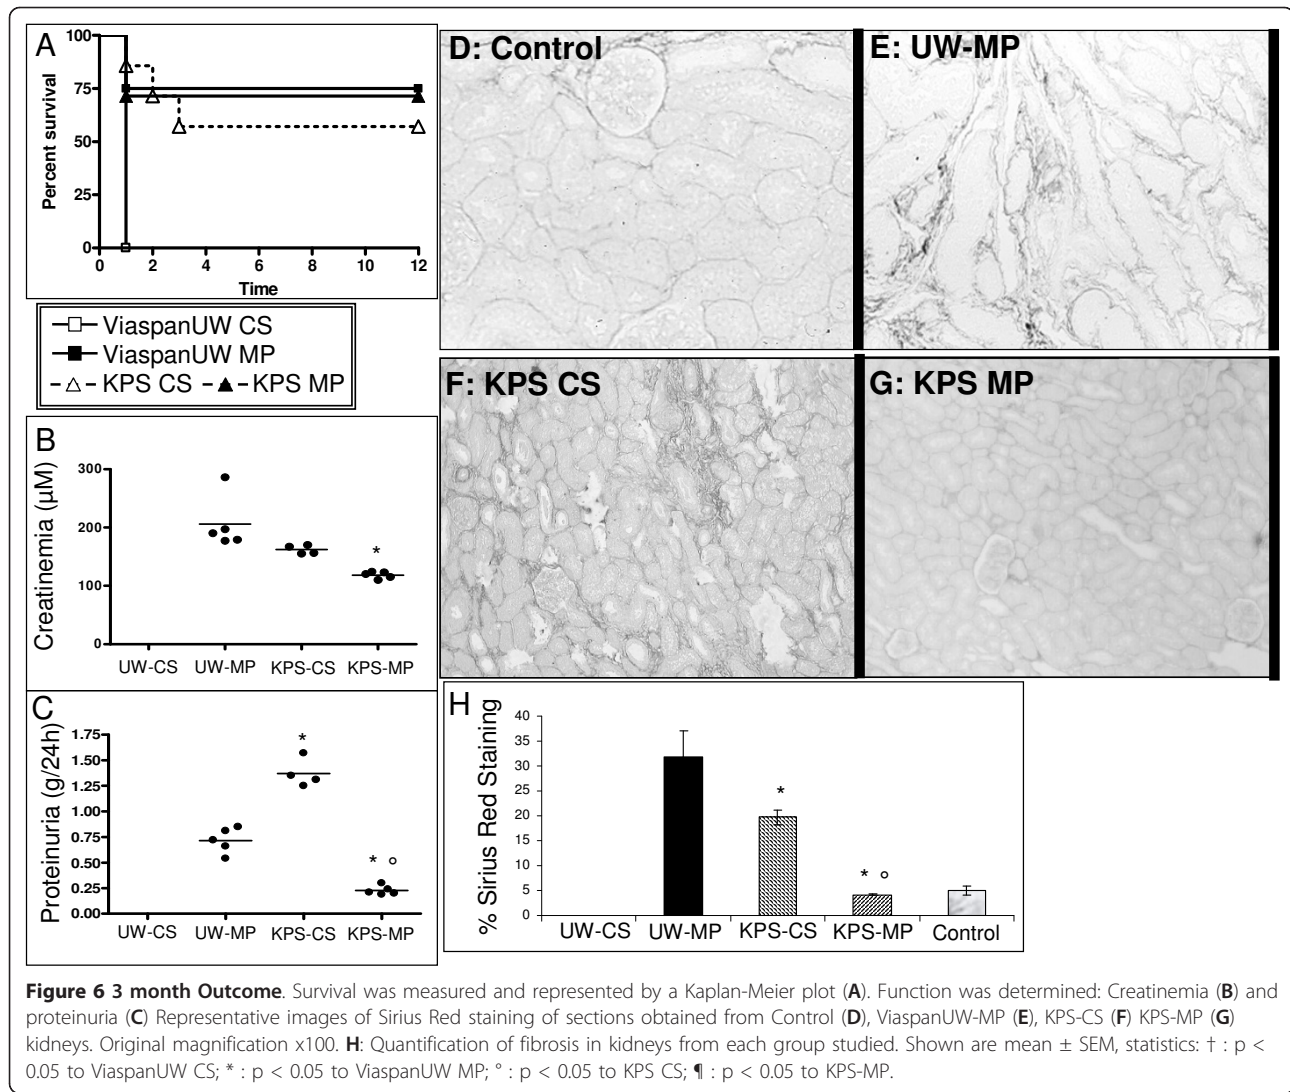 A
Percent survival
100
75
50
25
0
0 2 4 6 8 10 12
Time
ViaspanUW CS
ViaspanUW MP
KPS CS KPS MP
B
Creatinemia (µM)
300
200
100
0
UW-CS UW-MP KPS-CS KPS-MP
*
C
Proteinuria (g/24h)
1.75
1.50
1.25
1.00
0.75
0.50
0.25
0.00
UW-CS UW-MP KPS-CS KPS-MP
*
* °
D: Control
E: UW-MP
F: KPS CS
G: KPS MP
H
% Sirius Red Staining
40
35
30
25
20
15
10
5
0
UW-CS UW-MP KPS-CS KPS-MP Control
*
* °
Figure 6 3 month Outcome. Survival was measured and represented by a Kaplan-Meier plot (A). Function was determined: Creatinemia (B) and
proteinuria (C) Representative images of Sirius Red staining of sections obtained from Control (D), ViaspanUW-MP (E), KPS-CS (F) KPS-MP (G)
kidneys. Original magnification x100. H: Quantification of fibrosis in kidneys from each group studied. Shown are mean ± SEM, statistics: † : p <
0.05 to ViaspanUW CS; * : p < 0.05 to ViaspanUW MP; ° : p < 0.05 to KPS CS; ¶ : p < 0.05 to KPS-MP.